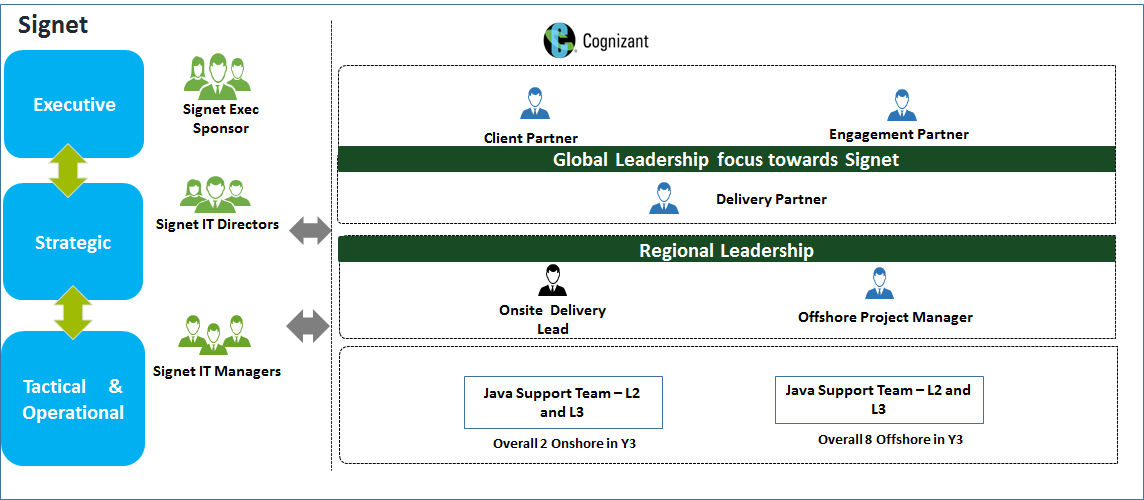 Signet
Cognizant
Executive
Signet Exec
Sponsor
Client Partner
Engagement Partner
Global Leadership focus towards Signet
Strategic
Signet IT Directors
Delivery Partner
Regional Leadership
Onsite Delivery
Lead
Offshore Project Manager
Tactical &
Operational
Signet IT Managers
Java Support Team – L2
and L3
Overall 2 Onshore in Y3
Java Support Team – L2 and
L3
Overall 8 Offshore in Y3